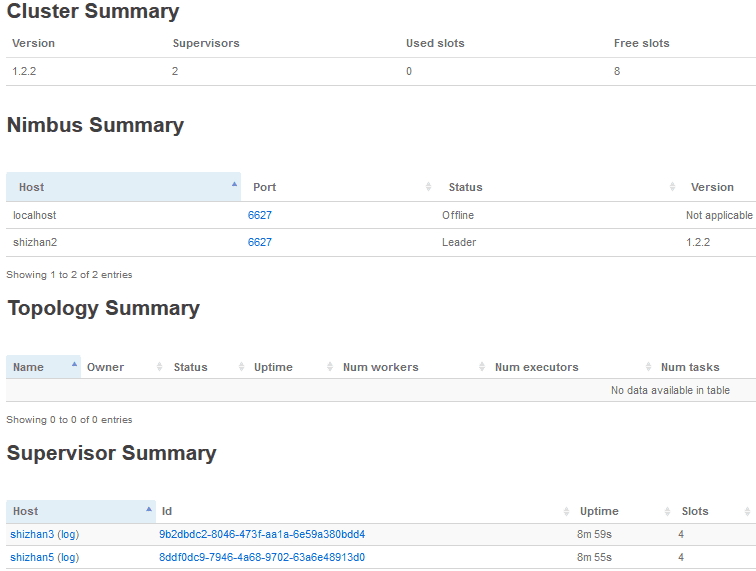 Cluster Summary
Version Supervisors Used slots Free slots
1.2.2 2 0 8
Nimbus Summary
Host Port Status Version
localhost 6627 Offline Not applicable
shizhan2 6627 Leader 1.2.2
Showing 1 to 2 of 2 entries
Topology Summary
Name Owner Status Uptime Num workers Num executors Num tasks
No data available in table
Showing 0 to 0 of 0 entries
Supervisor Summary
Host Id Uptime Slots
shizhan3 (log) 9b2dbdc2-8046-473f-aa1a-6e59a380bdd4 8m 59s 4
shizhan5 (log) 8ddf0dc9-7946-4a68-9702-63a6e48913d0 8m 55s 4